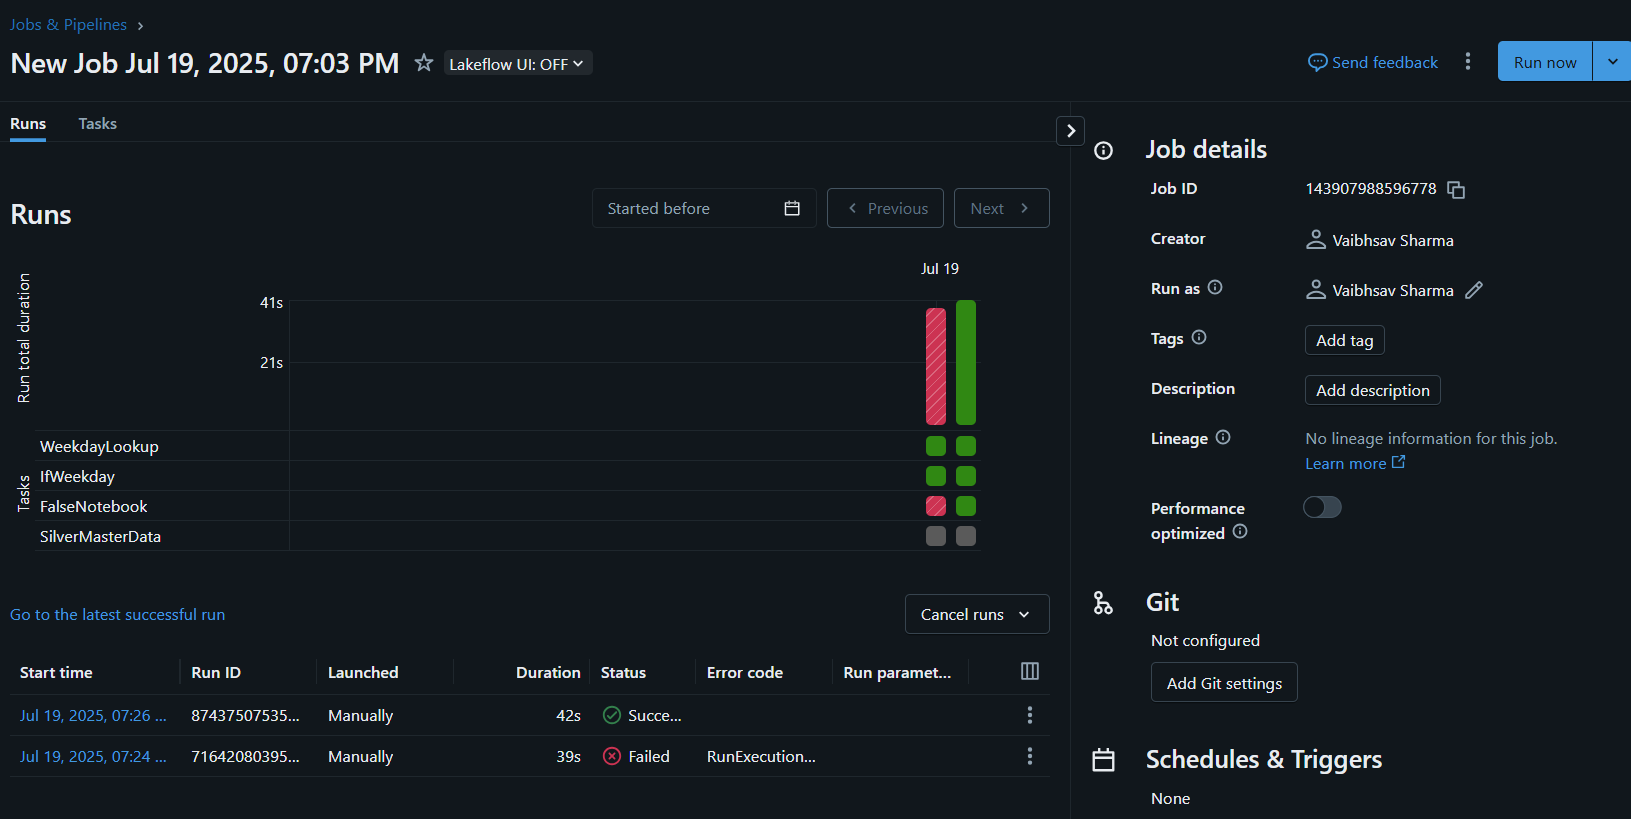 Jobs & Pipelines
New Job Jul 19, 2025, 07:03 PM
Lakeflow UI: OFF
Send feedback
Run now
Runs
Tasks
Runs
Started before
Previous
Next
Jul 19
Run total duration
41s
21s
Tasks
WeekdayLookup
IfWeekday
FalseNotebook
SilverMasterData
Go to the latest successful run
Cancel runs
Start time Run ID Launched Duration Status Error code Run paramet...
Jul 19, 2025, 07:26 ... 87437507535... Manually 42s Succe...
Jul 19, 2025, 07:24 ... 71642080395... Manually 39s Failed RunExecution...
Job details
Job ID 143907988596778
Creator Vaibhsav Sharma
Run as Vaibhsav Sharma
Tags Add tag
Description Add description
Lineage No lineage information for this job.
Learn more
Performance
optimized
Git
Not configured
Add Git settings
Schedules & Triggers
None